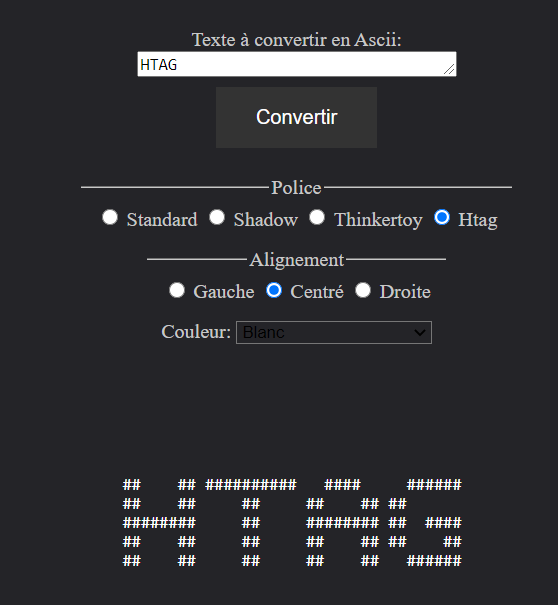 Texte à convertir en Ascii:
HTAG
Convertir
Police
Standard Shadow Thinkertoy Htag
Alignement
Gauche Centré Droite
Couleur: Blanc
##    ## ##########   ####     ######
##    ##     ##     ##    ## ##
########     ##     ######## ##  ####
##    ##     ##     ##    ## ##    ##
##    ##     ##     ##    ##   ######